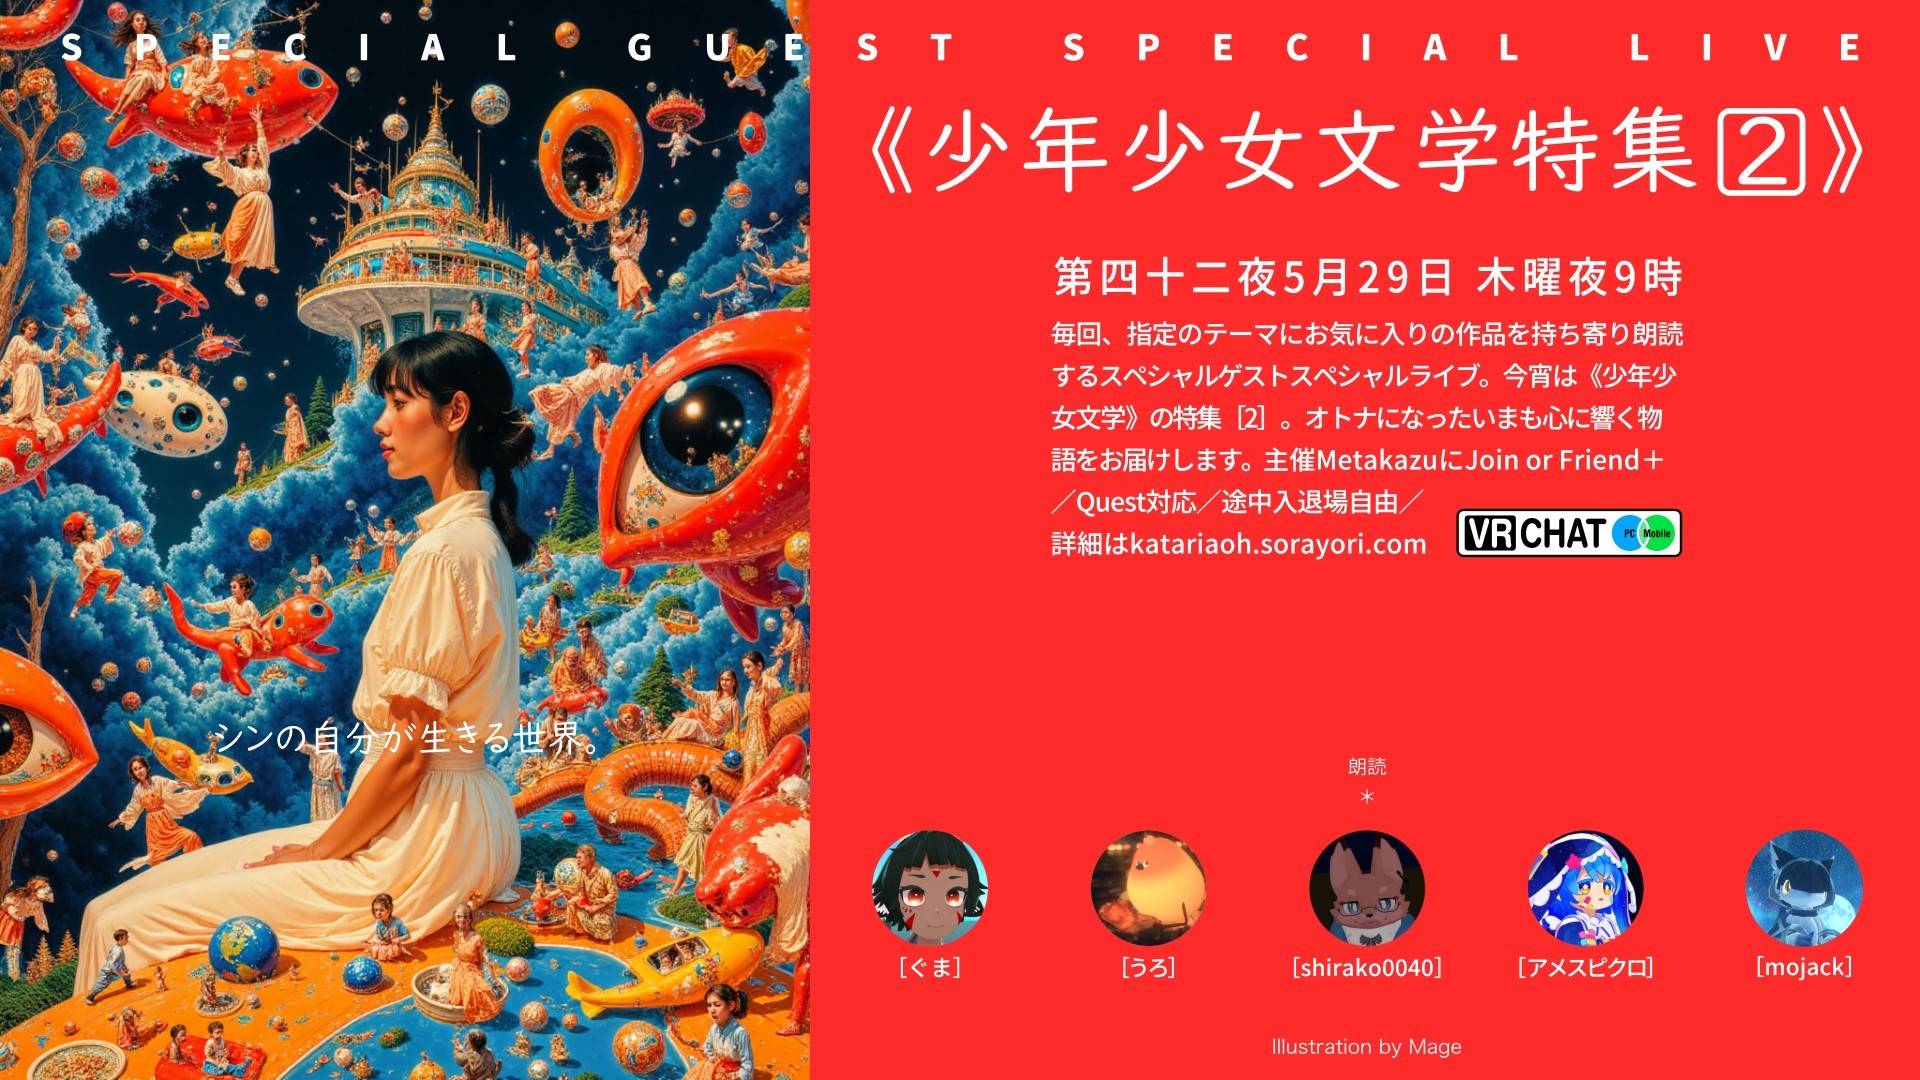 SPECIAL GUEST SPECIAL LIVE
《少年少女文学特集2》
第四十二夜5月29日 木曜夜9時
毎回、指定のテーマにお気に入りの作品を持ち寄り朗読
するスペシャルゲストスペシャルライブ。今宵は《少年少
女文学》の特集［2］。オトナになったいまも心に響く物
語をお届けします。主催MetakazuにJoin or Friend＋
／Quest対応／途中入退場自由／
詳細はkatariaoh.sorayori.com
VRCHAT PC Mobile
シンの自分が生きる世界。
朗読
＊
［ぐま］
［うろ］
［shirako0040］
［アメスピクロ］
［mojack］
Illustration by Mage